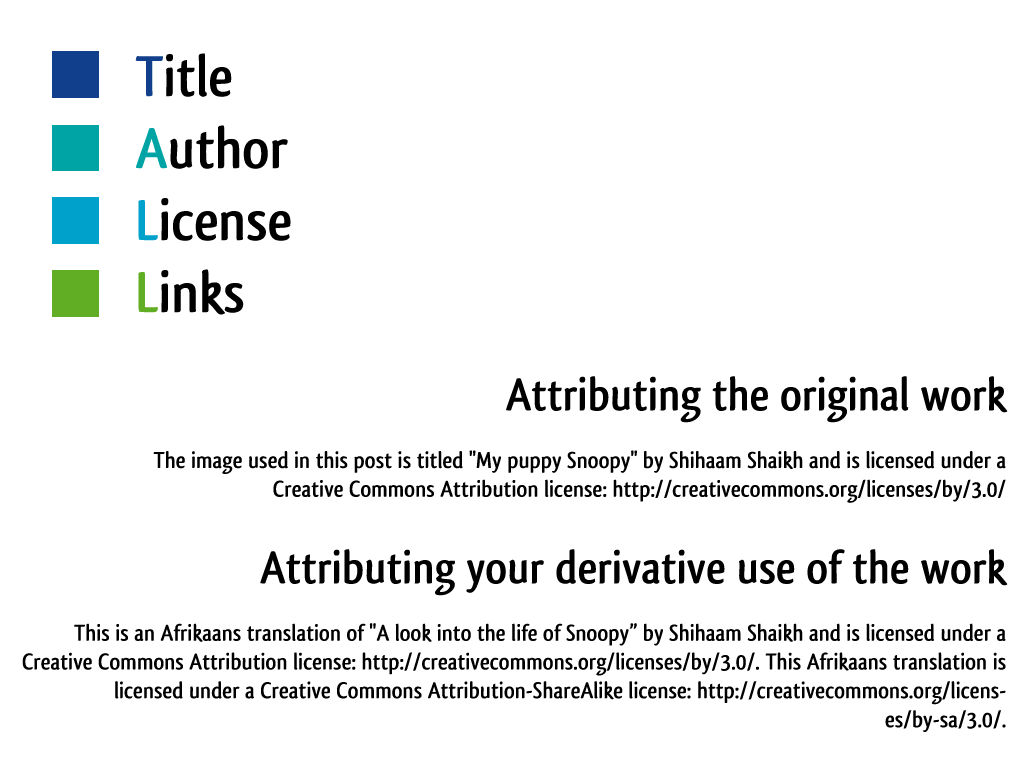 Title
Author
License
Links
Attributing the original work
The image used in this post is titled "My puppy Snoopy" by Shihaam Shaikh and is licensed under a
Creative Commons Attribution license: http://creativecommons.org/licenses/by/3.0/
Attributing your derivative use of the work
This is an Afrikaans translation of "A look into the life of Snoopy” by Shihaam Shaikh and is licensed under a
Creative Commons Attribution license: http://creativecommons.org/licenses/by/3.0/. This Afrikaans translation is
licensed under a Creative Commons Attribution-ShareAlike license: http://creativecommons.org/licens-
es/by-sa/3.0/.